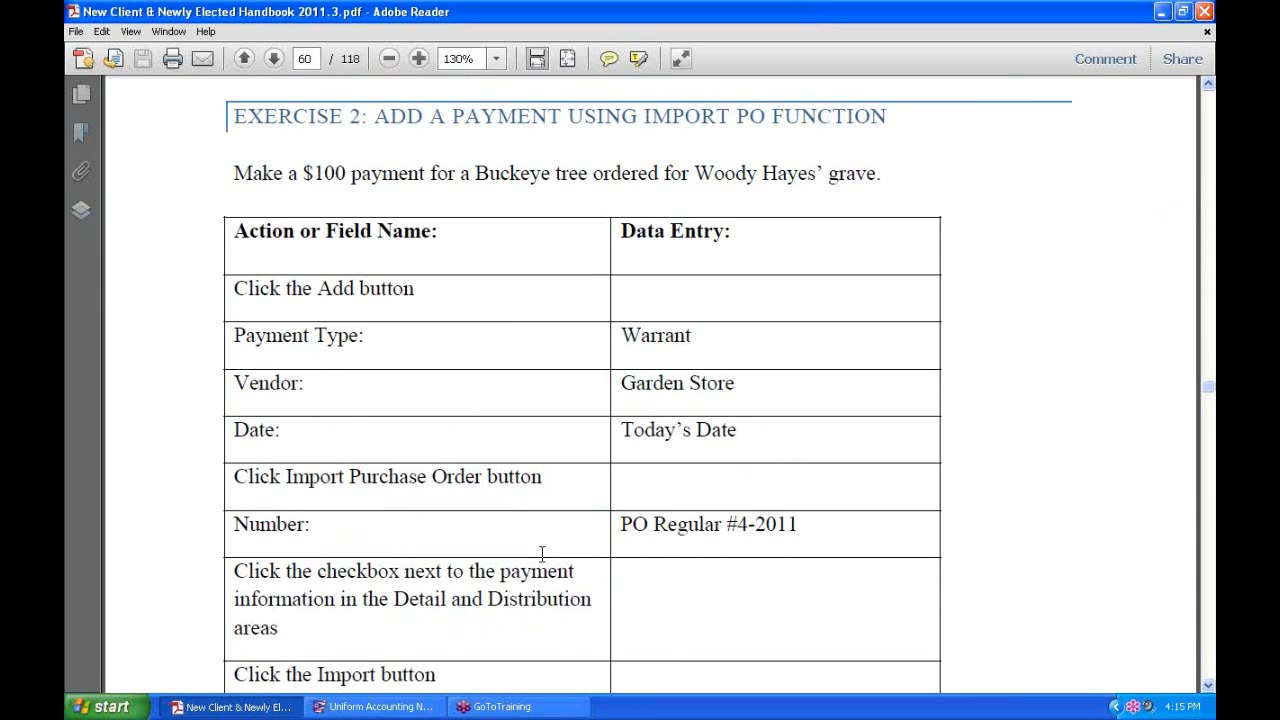 New Client & Newly Elected Handbook 2011.3.pdf - Adobe Reader
File Edit View Window Help
60 / 118 130% Comment Share
EXERCISE 2: ADD A PAYMENT USING IMPORT PO FUNCTION
Make a $100 payment for a Buckeye tree ordered for Woody Hayes’ grave.
Action or Field Name: Data Entry:
Click the Add button
Payment Type: Warrant
Vendor: Garden Store
Date: Today’s Date
Click Import Purchase Order button
Number: PO Regular #4-2011
Click the checkbox next to the payment
information in the Detail and Distribution
areas
Click the Import button
start New Client & Newly El... Uniform Accounting N... GoToTraining 4:15 PM